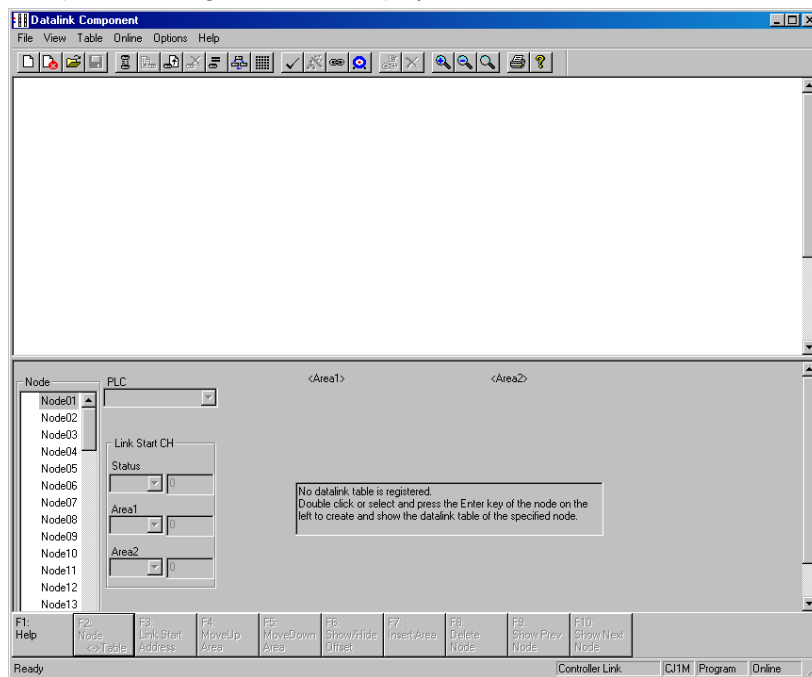 Datalink Component
File View Table Online Options Help
<Area1> <Area2>
Node
Node01
Node02
Node03
Node04
Node05
Node06
Node07
Node08
Node09
Node10
Node11
Node12
Node13
PLC
Link Start CH
Status
0
Area1
0
Area2
0
No datalink table is registered.
Double click or select and press the Enter key of the node on the
left to create and show the datalink table of the specified node.
F1:
Help
F2:
Node
<->Table
F3:
Link Start
Address
F4:
MoveUp
Area
F5:
MoveDown
Area
F6:
Show/Hide
Offset
F7:
Insert Area
F8:
Delete
Node
F9:
Show Prev
Node
F10:
Show Next
Node
Ready Controller Link CJ1M Program Online